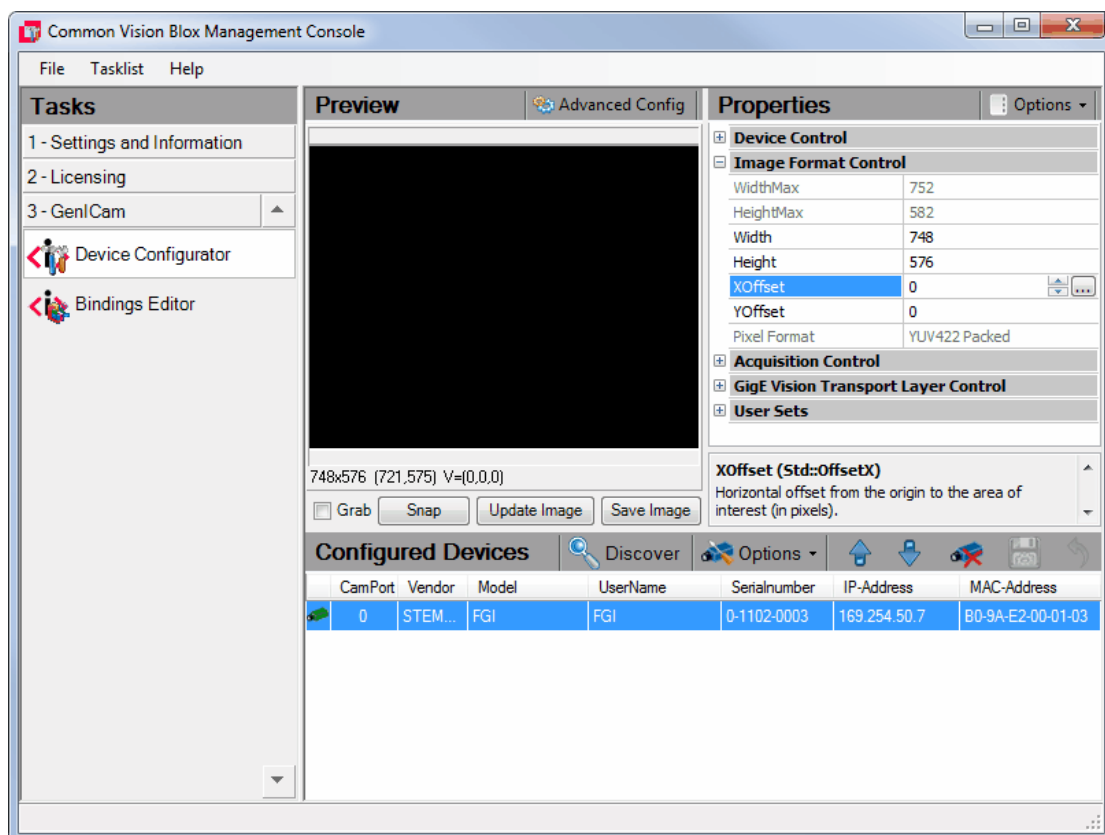 Common Vision Blox Management Console
File Tasklist Help
Tasks
1 - Settings and Information
2 - Licensing
3 - GenICam
Device Configurator
Bindings Editor
Preview Advanced Config
748x576 (721,575) V=(0,0,0)
Grab Snap Update Image Save Image
Properties Options
Device Control
Image Format Control
WidthMax 752
HeightMax 582
Width 748
Height 576
XOffset 0 ...
YOffset 0
Pixel Format YUV422 Packed
Acquisition Control
GigE Vision Transport Layer Control
User Sets
XOffset (Std::OffsetX)
Horizontal offset from the origin to the area of
interest (in pixels).
Configured Devices Discover Options
CamPort Vendor Model UserName Serialnumber IP-Address MAC-Address
0 STEM... FGI FGI 0-1102-0003 169.254.50.7 B0-9A-E2-00-01-03